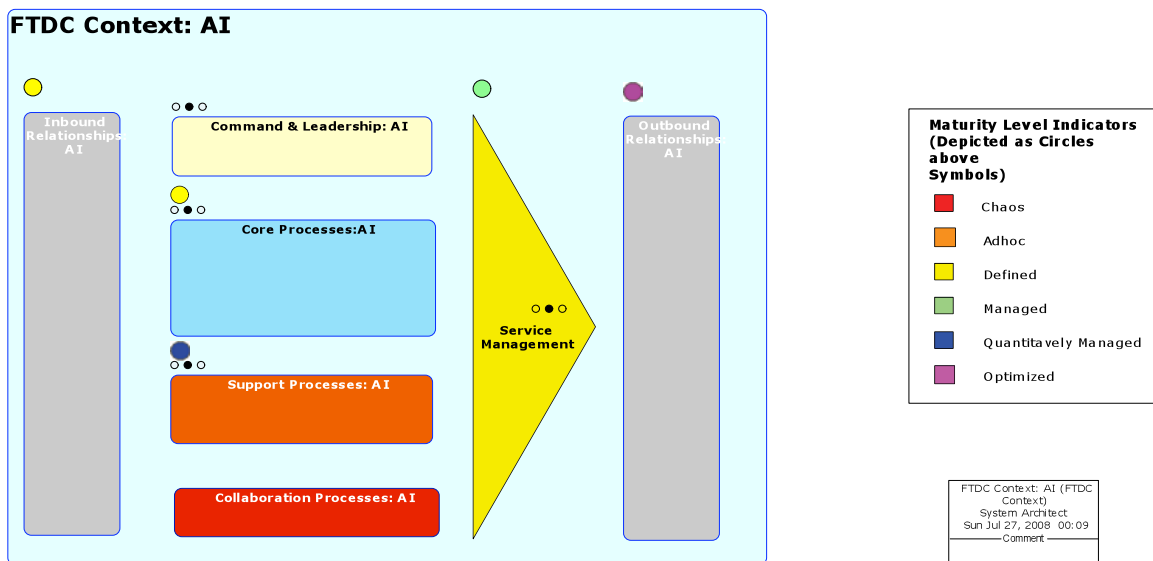 FTDC Context: AI
Inbound
Relationships
AI
Command & Leadership: AI
Core Processes:AI
Support Processes: AI
Collaboration Processes: AI
Service
Management
Outbound
Relationships
AI
Maturity Level Indicators
(Depicted as Circles
above
Symbols)
Chaos
Adhoc
Defined
Managed
Quantitavely Managed
Optimized
FTDC Context: AI (FTDC
Context)
System Architect
Sun Jul 27, 2008 00:09
Comment